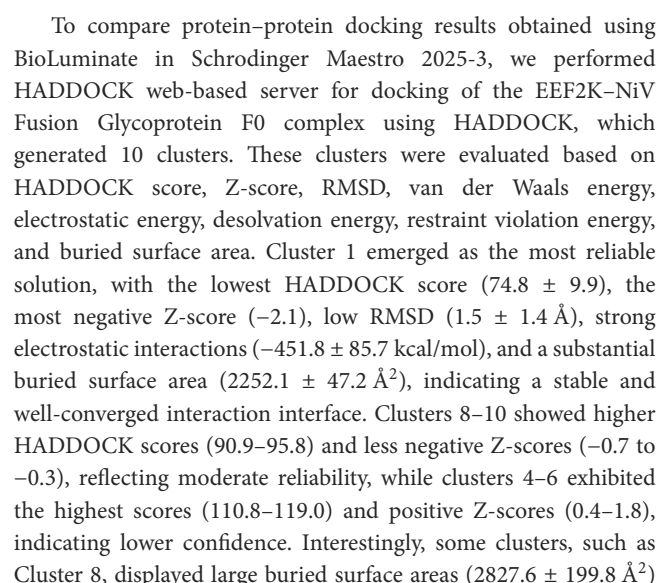 To compare protein–protein docking results obtained using
BioLuminate in Schrodinger Maestro 2025-3, we performed
HADDOCK web-based server for docking of the EEF2K–NiV
Fusion Glycoprotein F0 complex using HADDOCK, which
generated 10 clusters. These clusters were evaluated based on
HADDOCK score, Z-score, RMSD, van der Waals energy,
electrostatic energy, desolvation energy, restraint violation energy,
and buried surface area. Cluster 1 emerged as the most reliable
solution, with the lowest HADDOCK score (74.8 ± 9.9), the
most negative Z-score (−2.1), low RMSD (1.5 ± 1.4 Å), strong
electrostatic interactions (−451.8 ± 85.7 kcal/mol), and a substantial
buried surface area (2252.1 ± 47.2 Å²), indicating a stable and
well-converged interaction interface. Clusters 8–10 showed higher
HADDOCK scores (90.9–95.8) and less negative Z-scores (−0.7 to
−0.3), reflecting moderate reliability, while clusters 4–6 exhibited
the highest scores (110.8–119.0) and positive Z-scores (0.4–1.8),
indicating lower confidence. Interestingly, some clusters, such as
Cluster 8, displayed large buried surface areas (2827.6 ± 199.8 Å²)